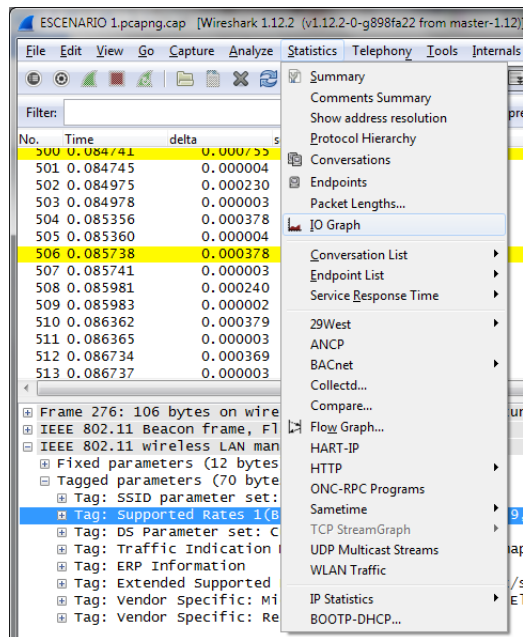 ESCENARIO 1.pcapng.cap [Wireshark 1.12.2 (v1.12.2-0-g898fa22 from master-1.12)]
File Edit View Go Capture Analyze Statistics Telephony Tools Internals
Filter:
No. Time delta s
500 0.084741 0.000755
501 0.084745 0.000004
502 0.084975 0.000230
503 0.084978 0.000003
504 0.085356 0.000378
505 0.085360 0.000004
506 0.085738 0.000378
507 0.085741 0.000003
508 0.085981 0.000240
509 0.085983 0.000002
510 0.086362 0.000379
511 0.086365 0.000003
512 0.086734 0.000369
513 0.086737 0.000003
Summary
Comments Summary
Show address resolution
Protocol Hierarchy
Conversations
Endpoints
Packet Lengths...
IO Graph
Conversation List
Endpoint List
Service Response Time
29West
ANCP
BACnet
Collectd...
Compare...
Flow Graph...
HART-IP
HTTP
ONC-RPC Programs
Sametime
TCP StreamGraph
UDP Multicast Streams
WLAN Traffic
IP Statistics
BOOTP-DHCP...
Frame 276: 106 bytes on wire
IEEE 802.11 Beacon frame, Fl
IEEE 802.11 wireless LAN man
Fixed parameters (12 bytes
Tagged parameters (70 byte
Tag: SSID parameter set:
Tag: Supported Rates 1(B
Tag: DS Parameter set: C
Tag: Traffic Indication
Tag: ERP Information
Tag: Extended Supported
Tag: Vendor Specific: Mi
Tag: Vendor Specific: Re